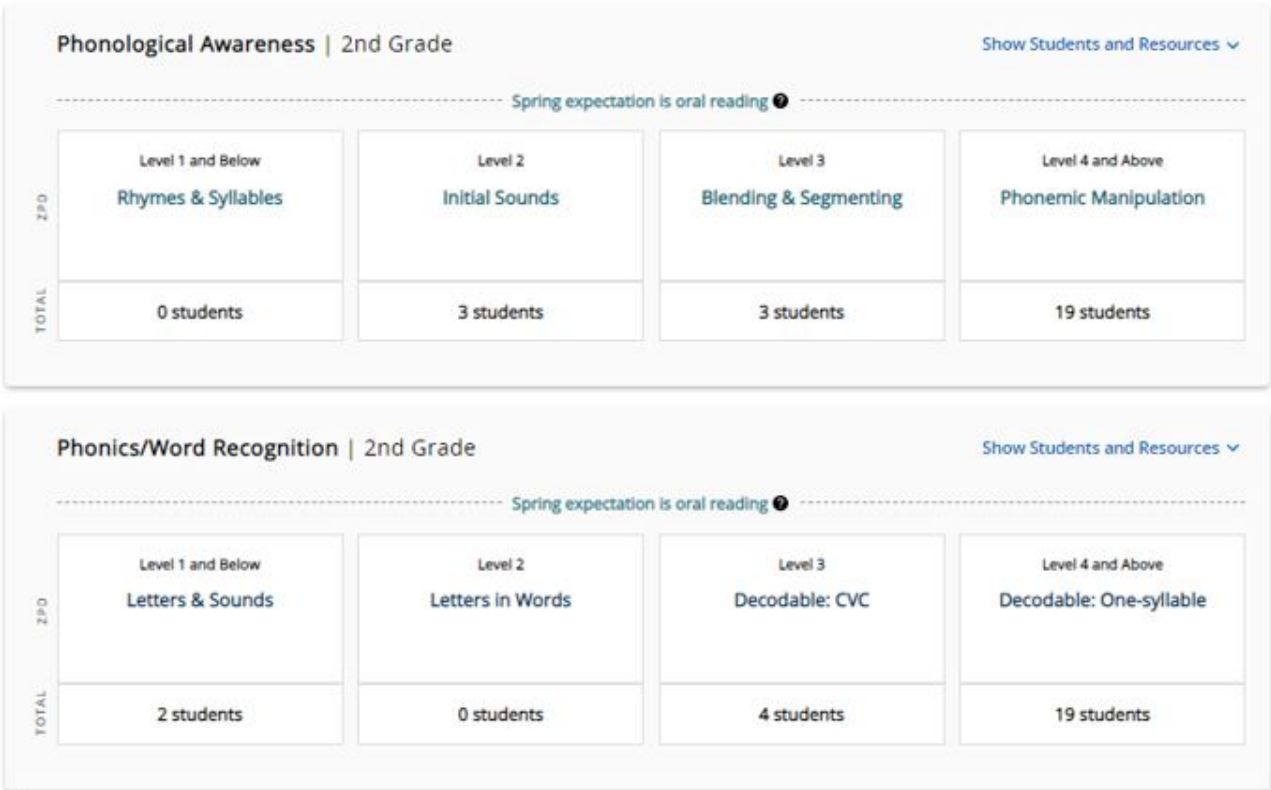 Phonological Awareness | 2nd Grade
Show Students and Resources
Spring expectation is oral reading ?
ZPD
Level 1 and Below
Rhymes & Syllables
Level 2
Initial Sounds
Level 3
Blending & Segmenting
Level 4 and Above
Phonemic Manipulation
TOTAL
0 students
3 students
3 students
19 students
Phonics/Word Recognition | 2nd Grade
Show Students and Resources
Spring expectation is oral reading ?
ZPD
Level 1 and Below
Letters & Sounds
Level 2
Letters in Words
Level 3
Decodable: CVC
Level 4 and Above
Decodable: One-syllable
TOTAL
2 students
0 students
4 students
19 students